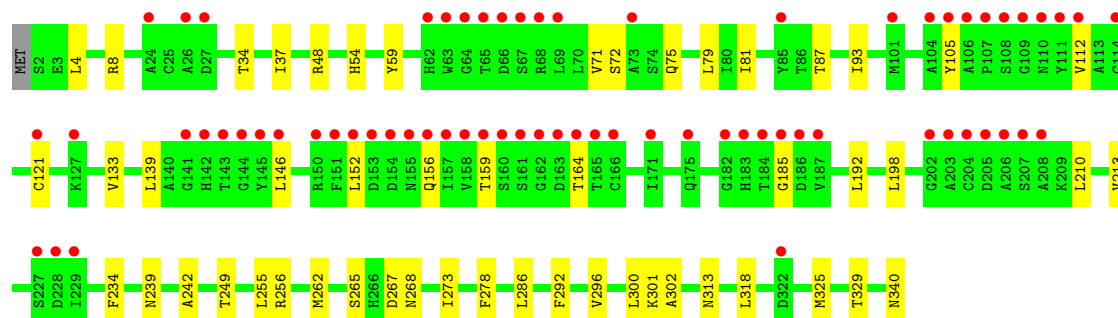 MET S2 E3 L4 R8 A24 C25 A26 D27 T34 I37 R48 H54 Y59 H62 W63 G64 T65 D66 S67 R68 L69 L70 V71 S72 A73 S74 Q75 L79 I80 I81 Y85 T86 T87 I93 M101 A104 Y105 A106 P107 S108 G109 N110 Y111 V112 A113
C121 K127 V133 L139 A140 G141 H142 T143 G144 Y145 L146 R150 F151 L152 D153 D154 N155 Q156 I157 V158 T159 S160 S161 G162 D163 T164 T165 C166 I171 Q175 G182 H183 T184 G185 D186 V187 L192 L198 G202 A203 C204 D205 A206 S207 A208 K209 L210
S227 D228 I229 F234 N239 A242 T249 L255 R256 M262 S265 H266 D267 N268 I273 F278 L286 F292 V296 L300 K301 A302 N313 L318 D322 M325 T329 N340